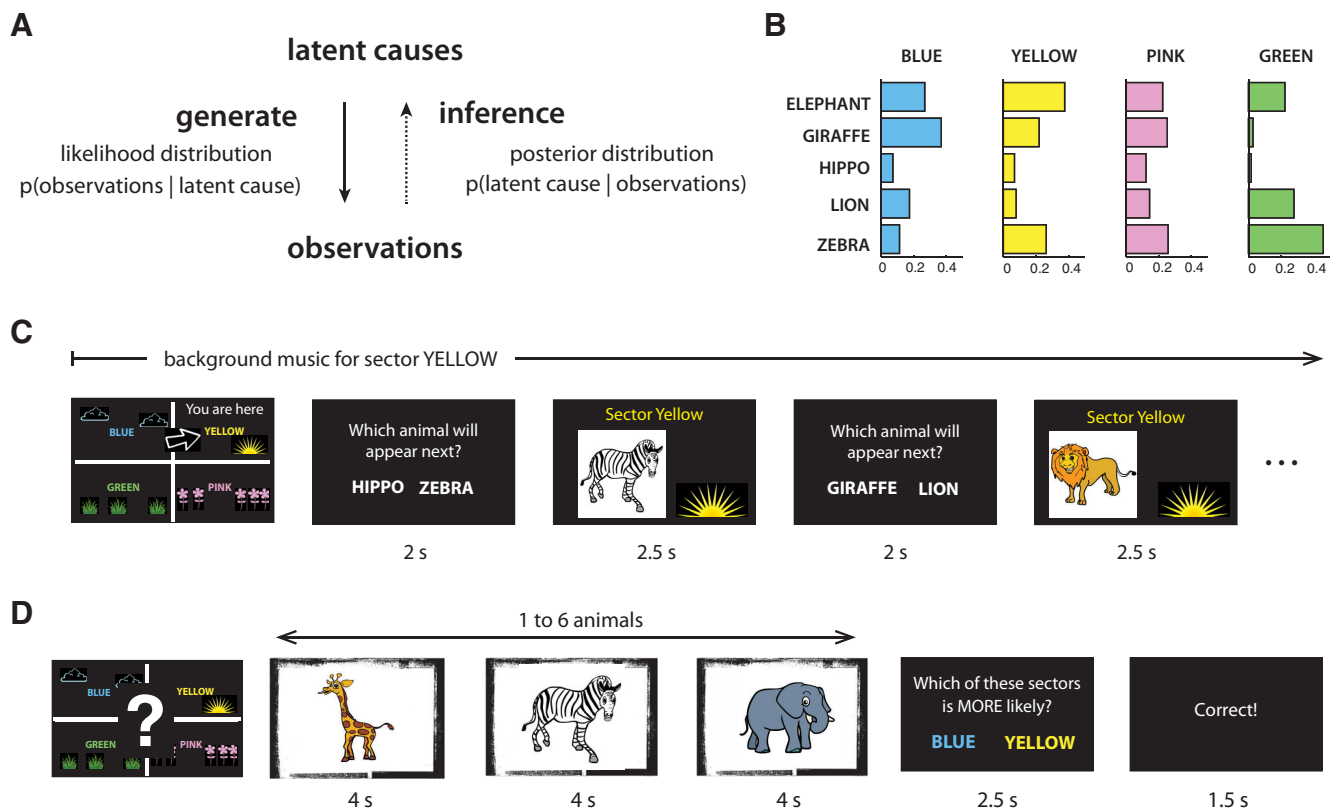 A
latent causes
generate
inference
likelihood distribution
p(observations | latent cause)
posterior distribution
p(latent cause | observations)
observations
B
BLUE YELLOW PINK GREEN
ELEPHANT
GIRAFFE
HIPPO
LION
ZEBRA
0 0.2 0.4 0 0.2 0.4 0 0.2 0.4 0 0.2 0.4
C
background music for sector YELLOW
You are here
BLUE YELLOW
GREEN PINK
Which animal will
appear next?
HIPPO ZEBRA
2 s
Sector Yellow
2.5 s
Which animal will
appear next?
GIRAFFE LION
2 s
Sector Yellow
2.5 s
...
D
1 to 6 animals
BLUE YELLOW
?
GREEN PINK
4 s
4 s
4 s
Which of these sectors
is MORE likely?
BLUE YELLOW
2.5 s
Correct!
1.5 s